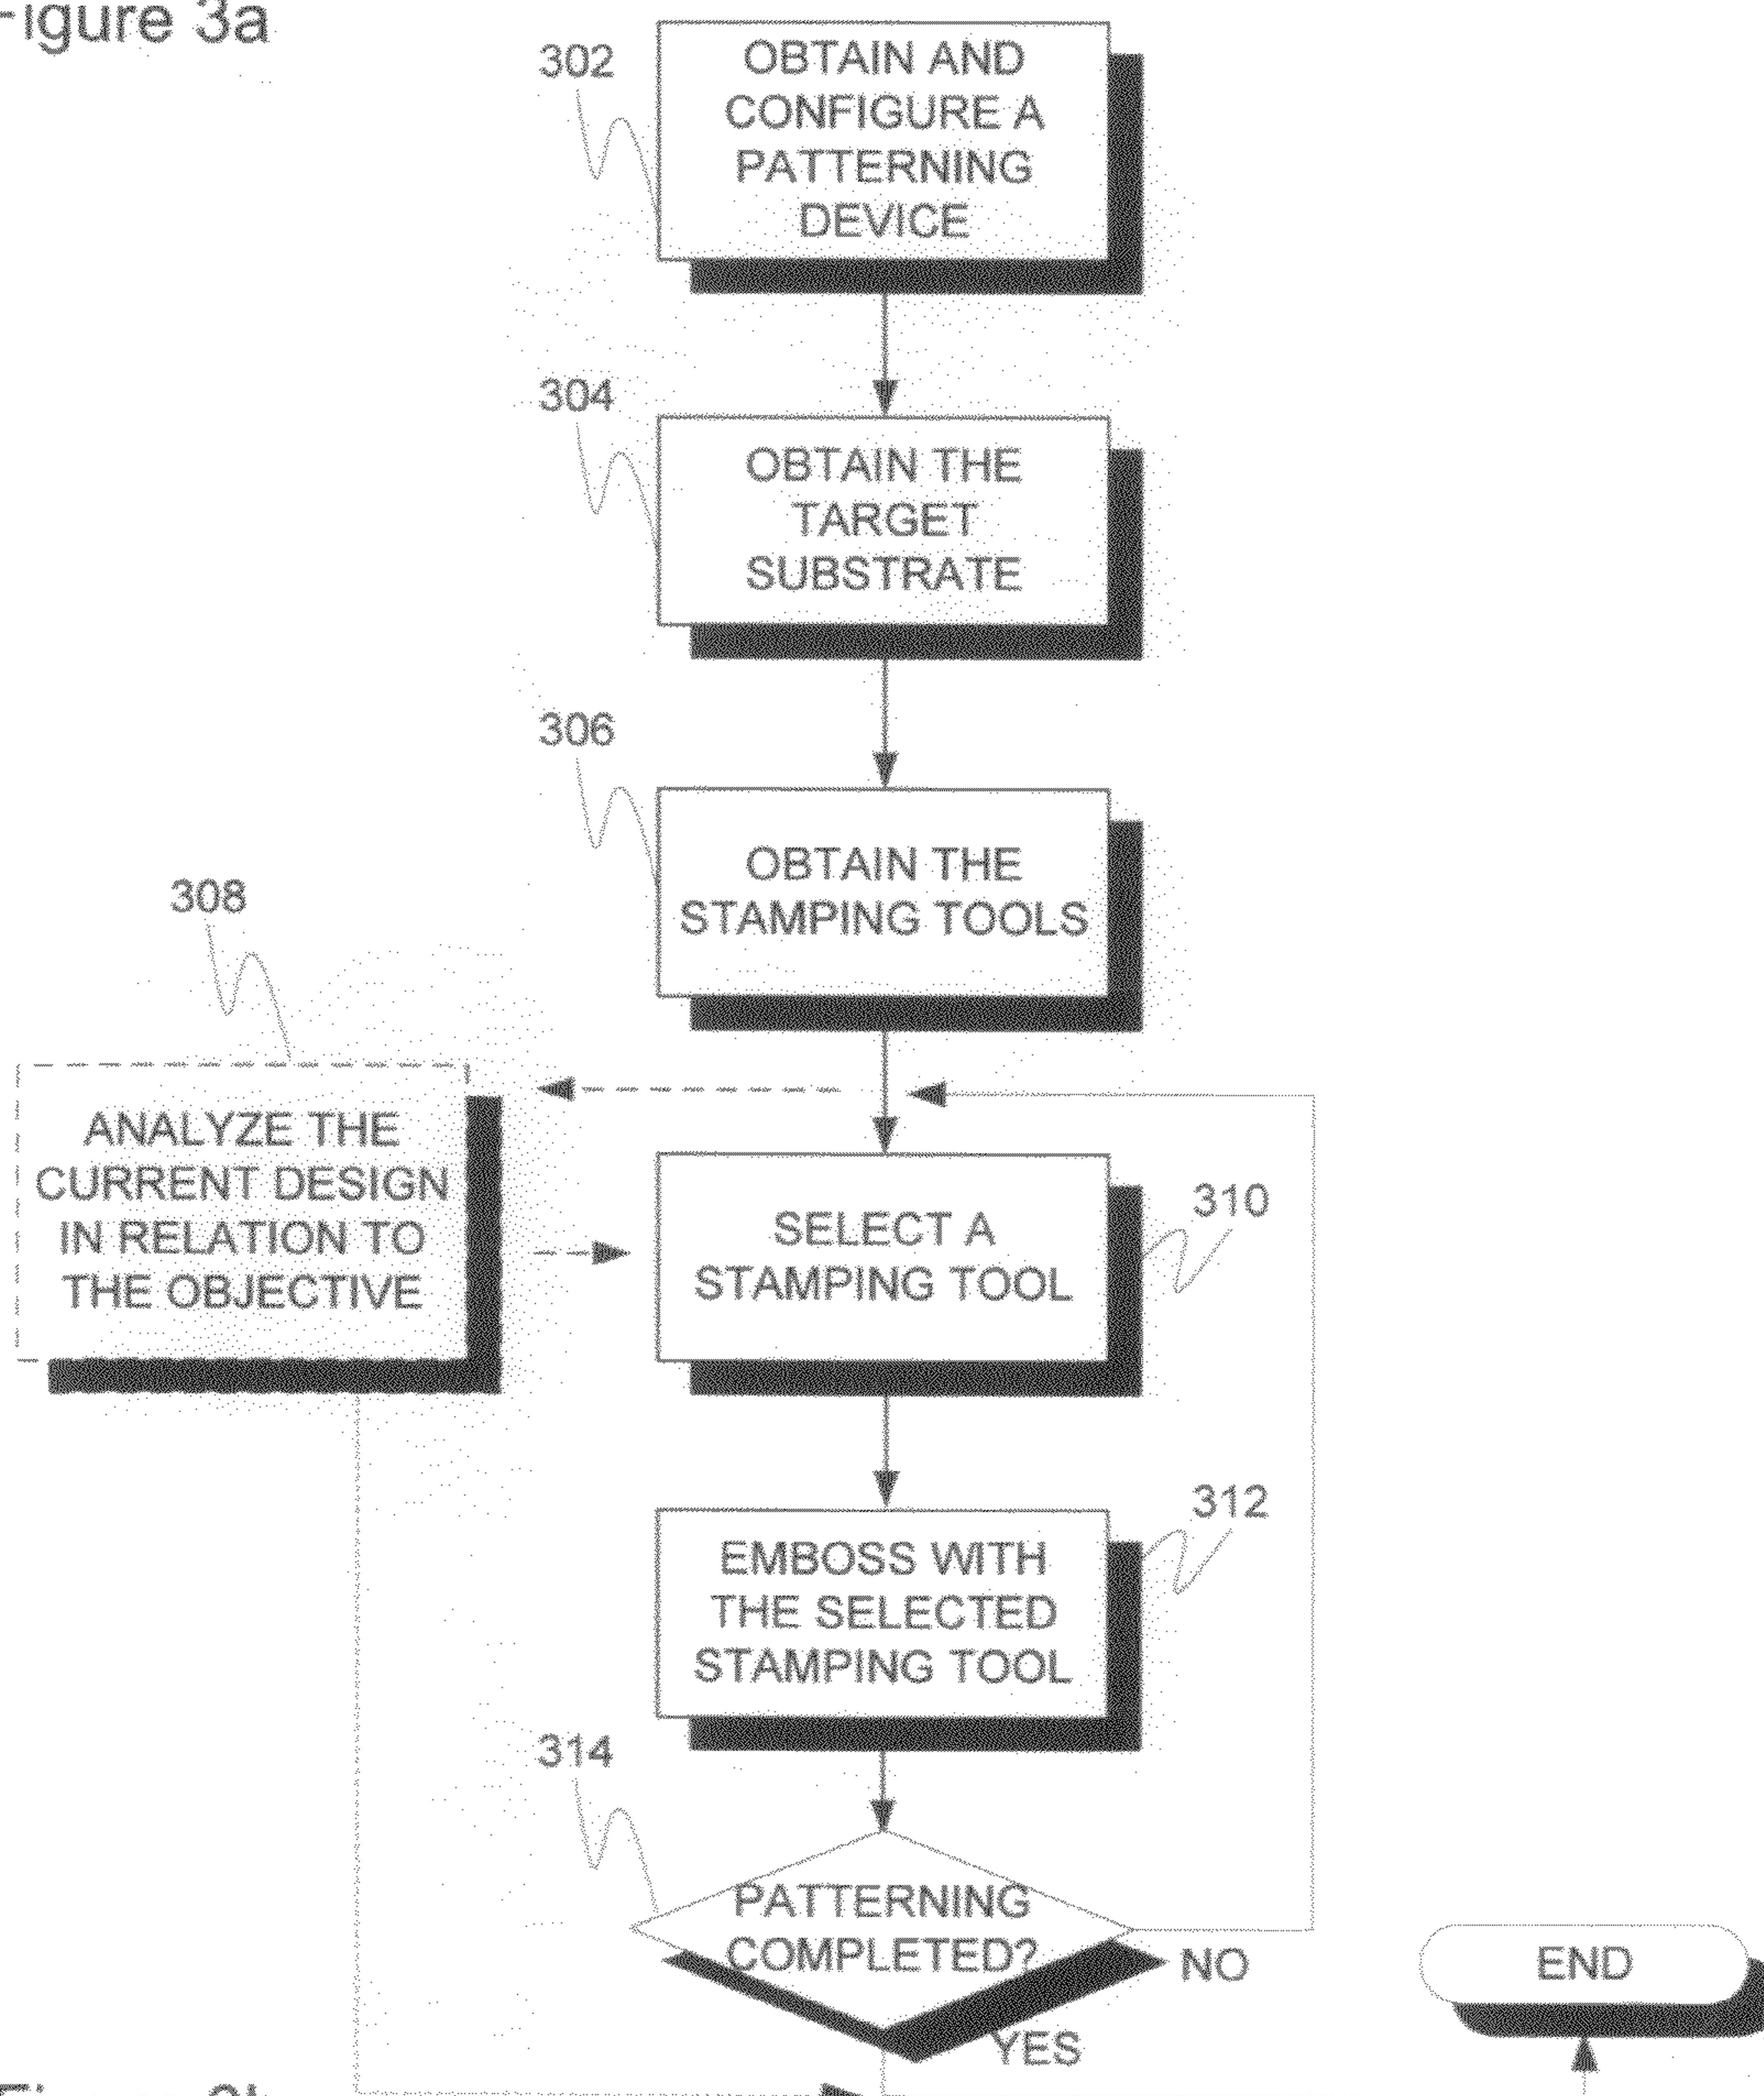 Figure 3a
302
OBTAIN AND
CONFIGURE A
PATTERNING
DEVICE
304
OBTAIN THE
TARGET
SUBSTRATE
306
OBTAIN THE
STAMPING TOOLS
308
ANALYZE THE
CURRENT DESIGN
IN RELATION TO
THE OBJECTIVE
310
SELECT A
STAMPING TOOL
312
EMBOSS WITH
THE SELECTED
STAMPING TOOL
314
PATTERNING
COMPLETED?
NO
YES
END